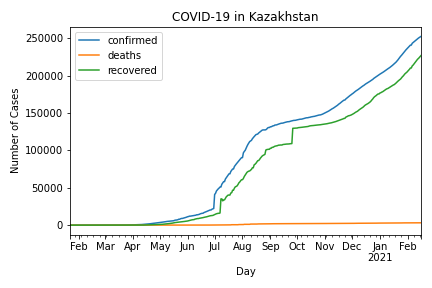 COVID-19 in Kazakhstan
confirmed
deaths
recovered
250000
200000
150000
100000
50000
0
Number of Cases
Feb Mar Apr May Jun Jul Aug Sep Oct Nov Dec Jan Feb
2021
Day